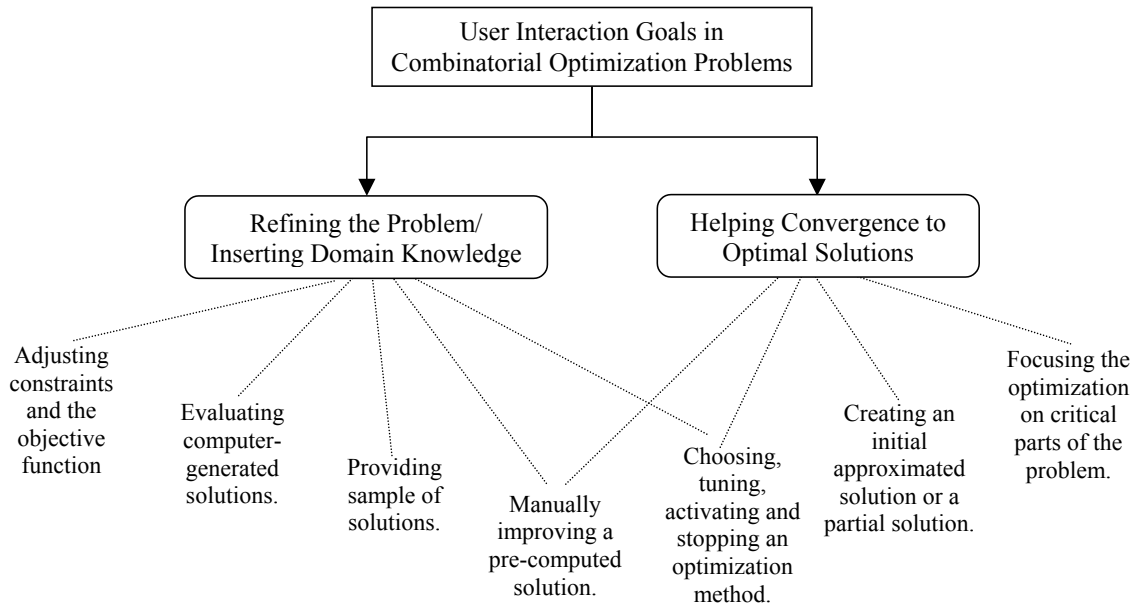 User Interaction Goals in
Combinatorial Optimization Problems
Refining the Problem/
Inserting Domain Knowledge
Helping Convergence to
Optimal Solutions
Adjusting
constraints
and the
objective
function
Evaluating
computer-
generated
solutions.
Providing
sample of
solutions.
Manually
improving a
pre-computed
solution.
Choosing,
tuning,
activating and
stopping an
optimization
method.
Creating an
initial
approximated
solution or a
partial solution.
Focusing the
optimization
on critical
parts of the
problem.